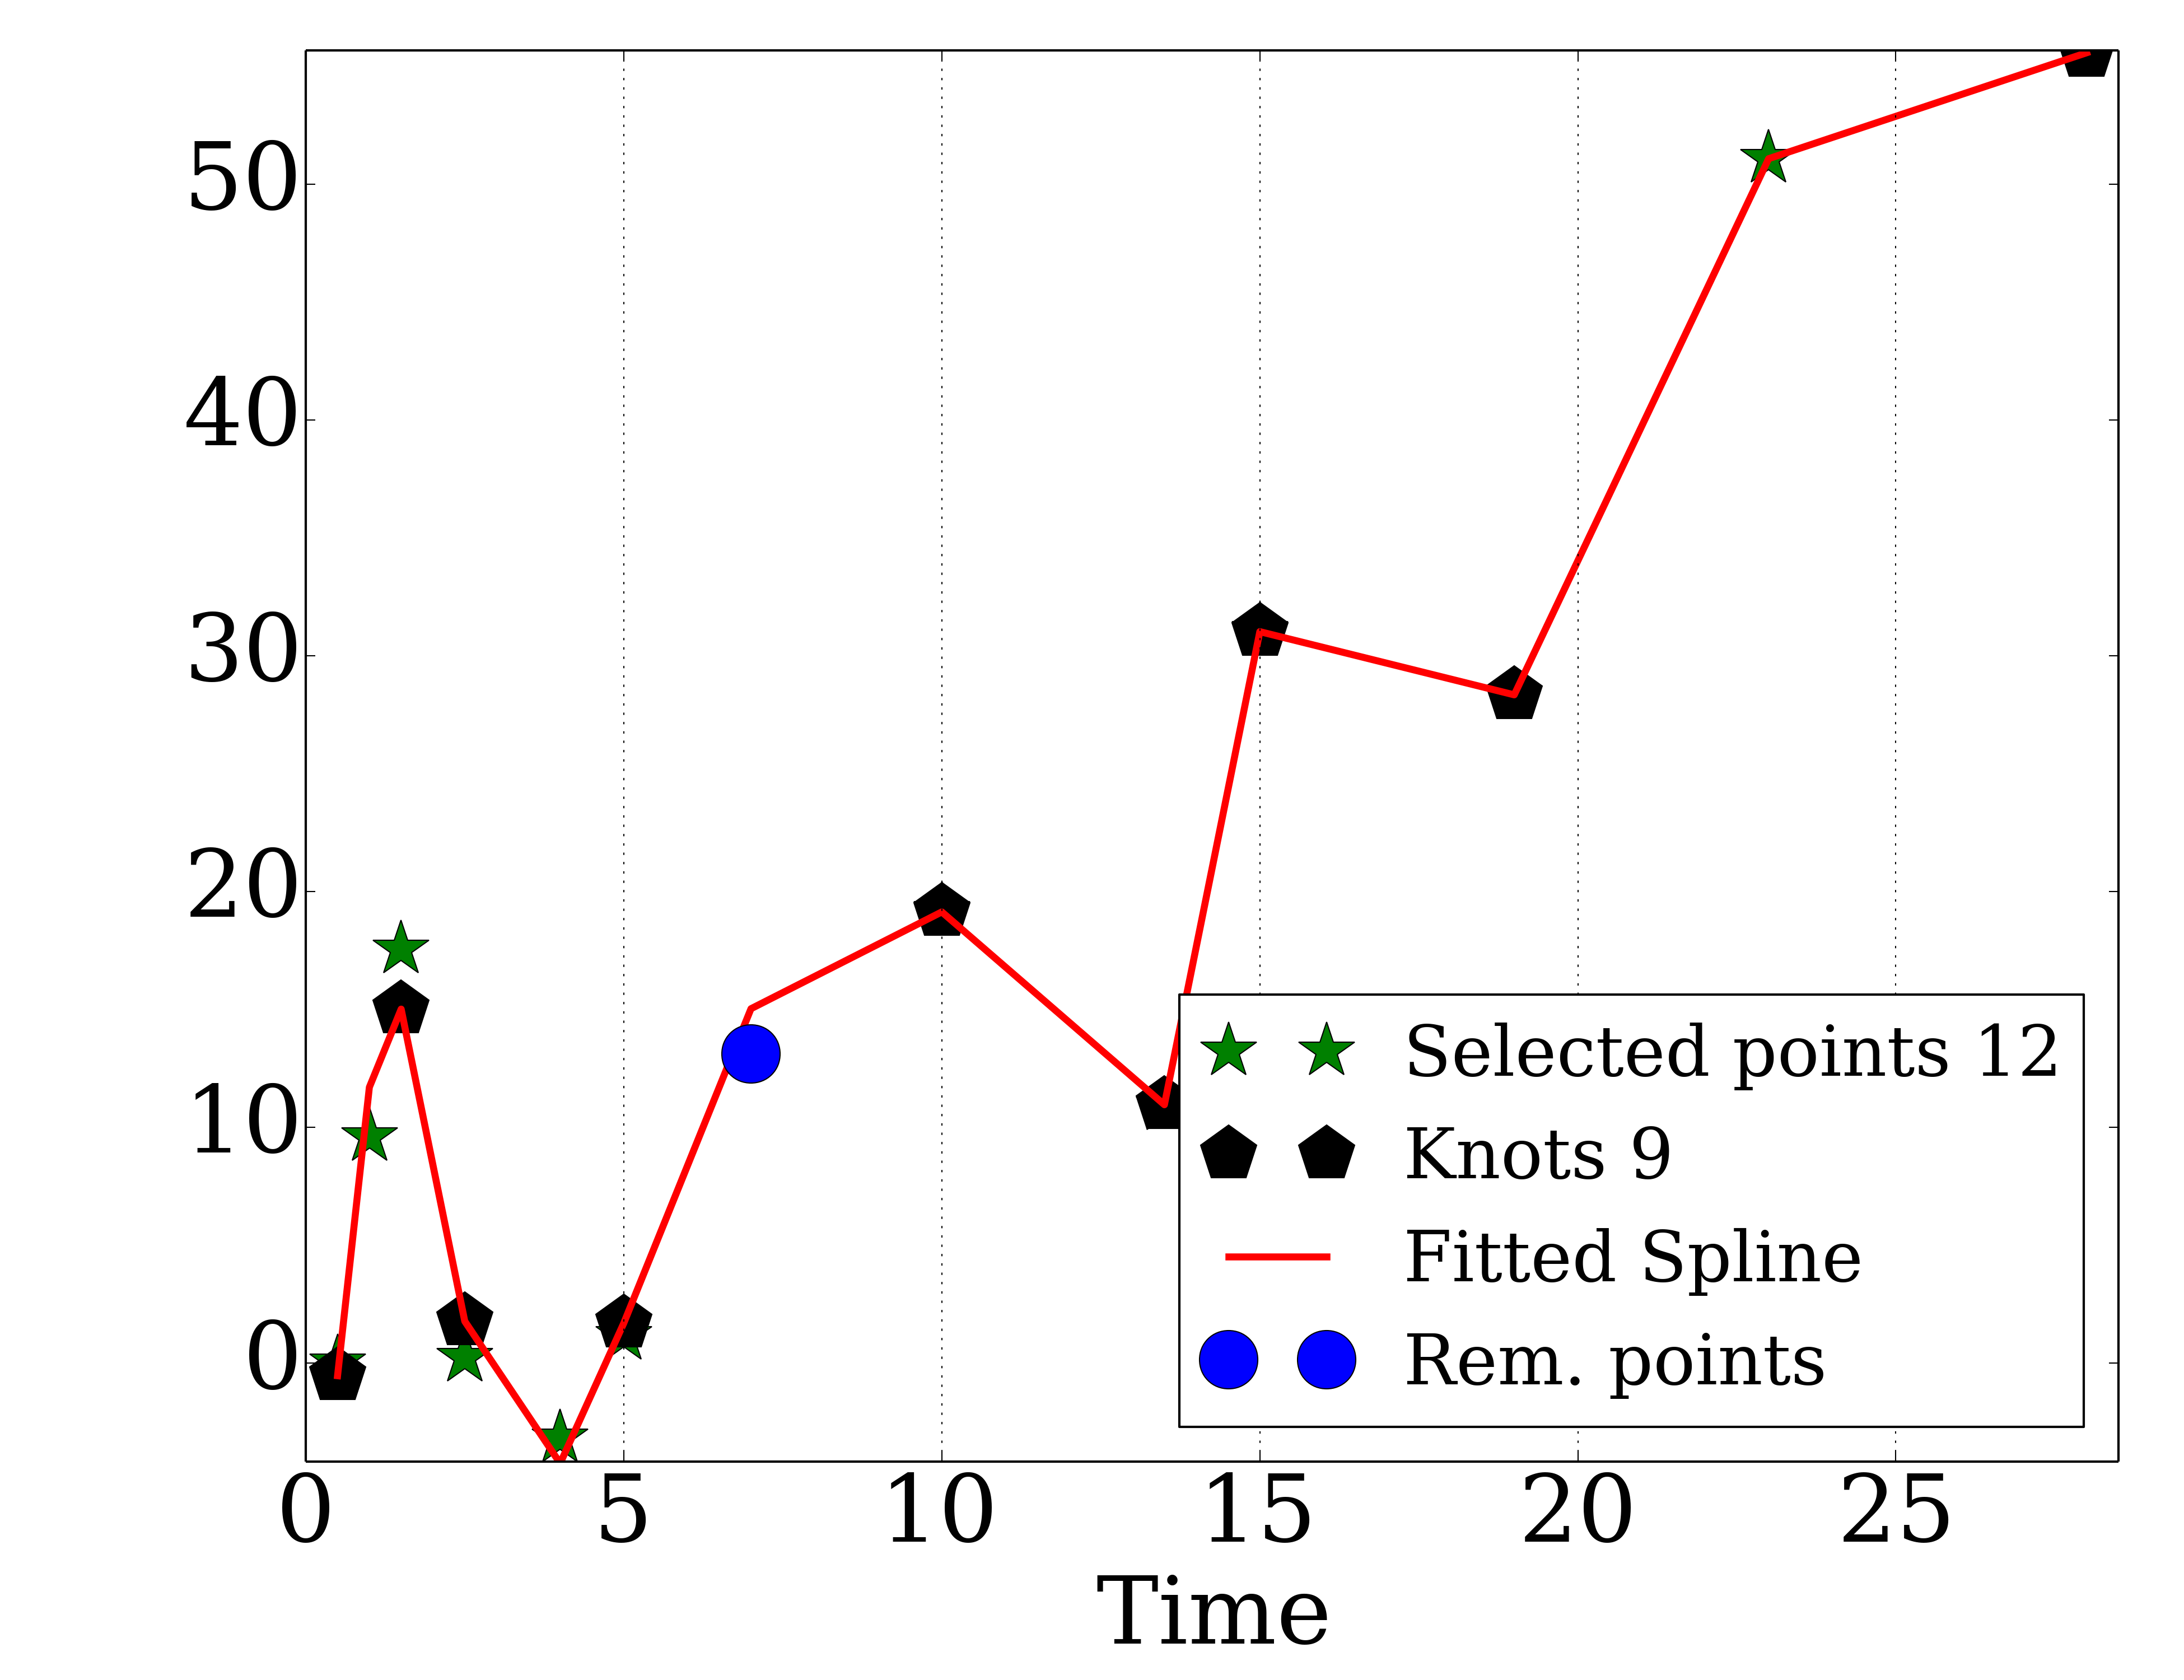 50
40
30
20
10
0
Selected points 12
Knots 9
Fitted Spline
Rem. points
0 5 10 15 20 25
Time